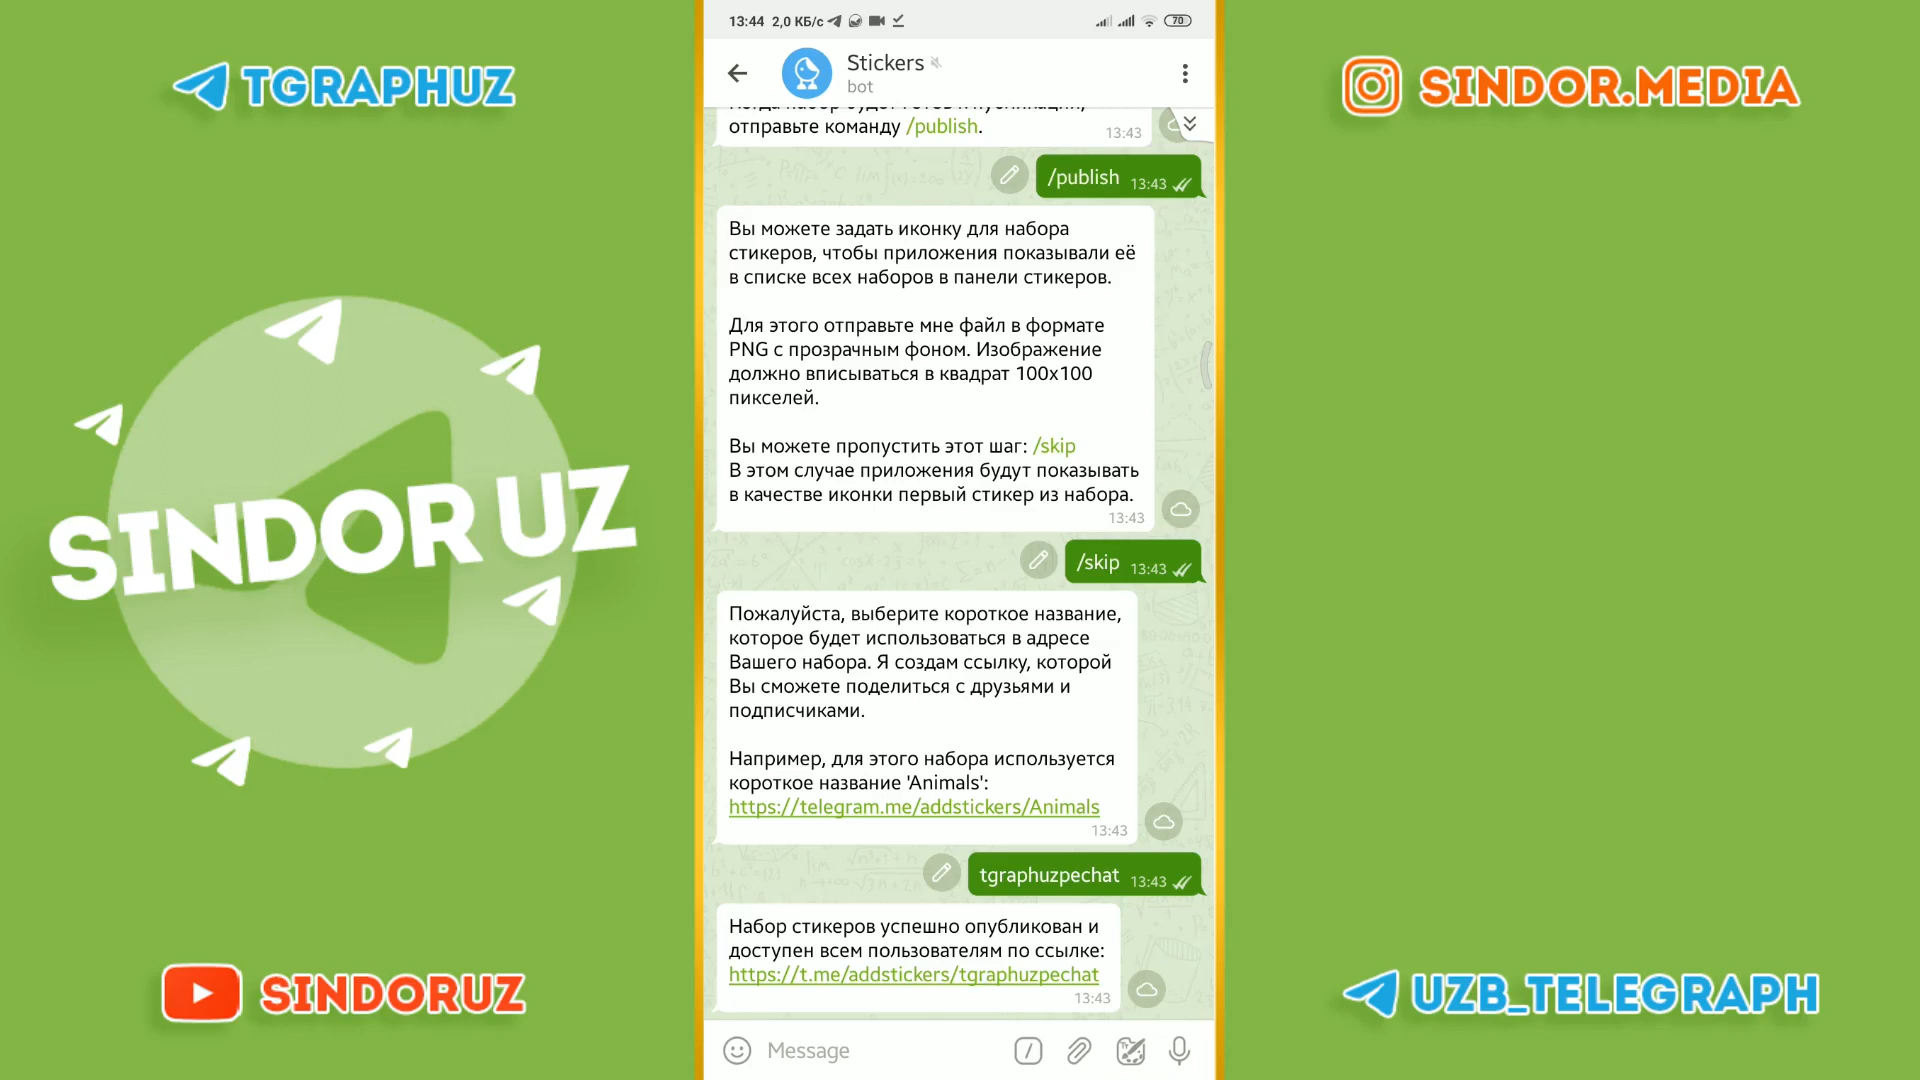 TGRAPHUZ
SINDOR UZ
SINDORUZ
13:44 2,0 КБ/с
70
Stickers
bot
отправьте команду /publish.
13:43
/publish 13:43
Вы можете задать иконку для набора
стикеров, чтобы приложения показывали её
в списке всех наборов в панели стикеров.
Для этого отправьте мне файл в формате
PNG с прозрачным фоном. Изображение
должно вписываться в квадрат 100x100
пикселей.
Вы можете пропустить этот шаг: /skip
В этом случае приложения будут показывать
в качестве иконки первый стикер из набора.
13:43
/skip 13:43
Пожалуйста, выберите короткое название,
которое будет использоваться в адресе
Вашего набора. Я создам ссылку, которой
Вы сможете поделиться с друзьями и
подписчиками.
Например, для этого набора используется
короткое название 'Animals':
https://telegram.me/addstickers/Animals
13:43
tgraphuzpechat 13:43
Набор стикеров успешно опубликован и
доступен всем пользователям по ссылке:
https://t.me/addstickers/tgraphuzpechat
13:43
Message
SINDOR.MEDIA
UZB_TELEGRAPH